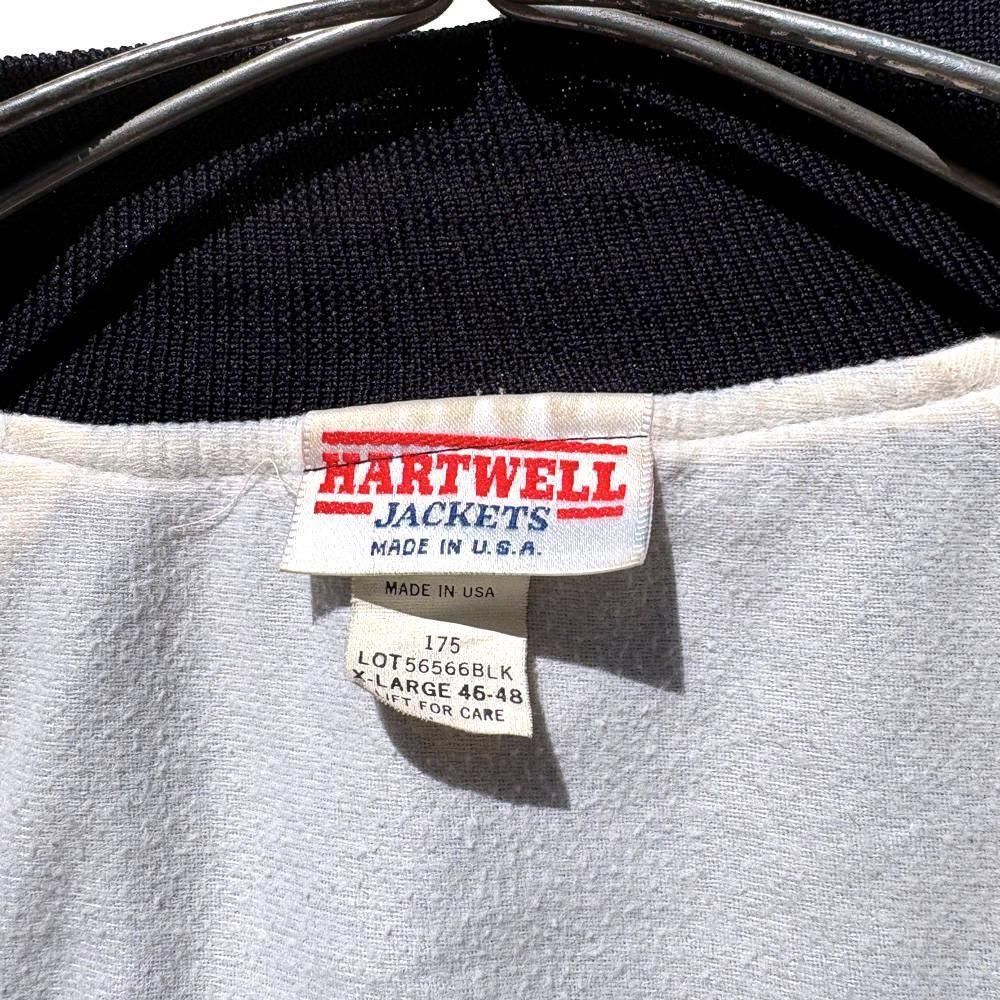 HARTWELL
JACKETS
MADE IN U.S.A.
MADE IN USA
175
LOT56566BLK
X-LARGE 46-48
LIFT FOR CARE